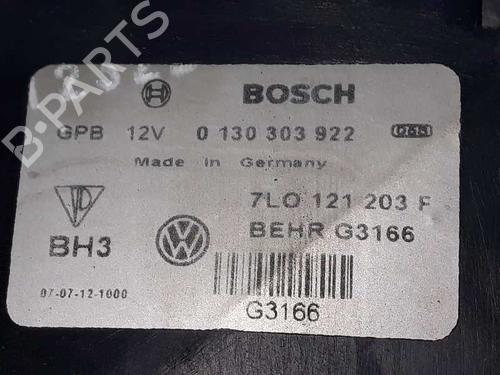 BOSCH
GPB 12V 0 130 303 922
Made in Germany
7L0 121 203 F
BH3 BEHR G3166
07-07-12-1000
G3166
B-PARTS